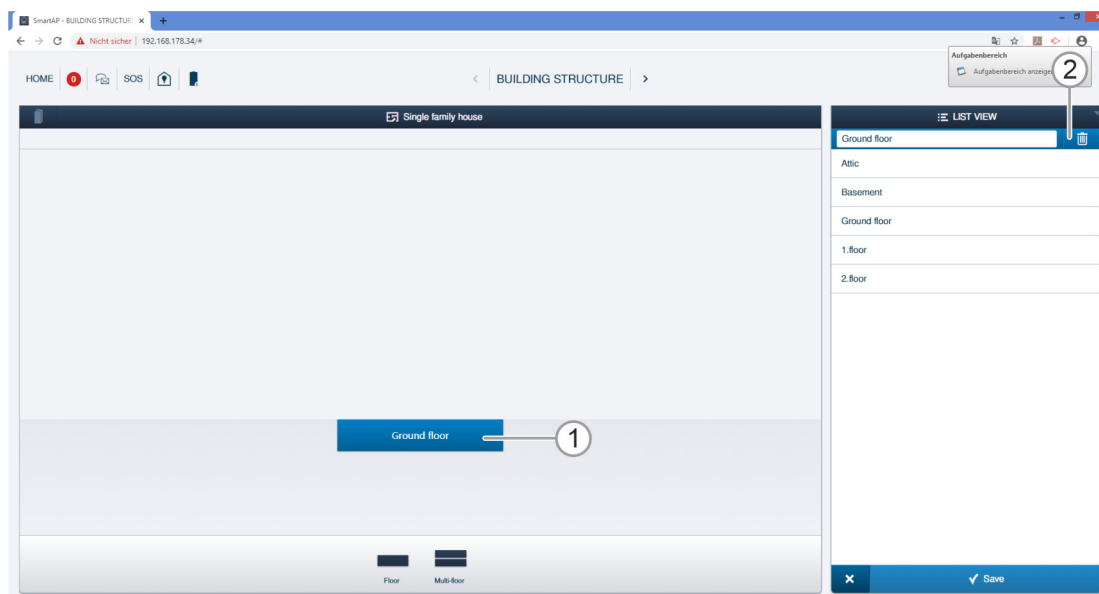 SmartAP - BUILDING STRUCTUR
Nicht sicher | 192.168.178.34/#
Aufgabenbereich
Aufgabenbereich anzeigen
2
HOME 0 SOS
< BUILDING STRUCTURE >
Single family house
LIST VIEW
Ground floor
Attic
Basement
Ground floor
1.floor
2.floor
Ground floor
1
Floor Multi-floor
Save